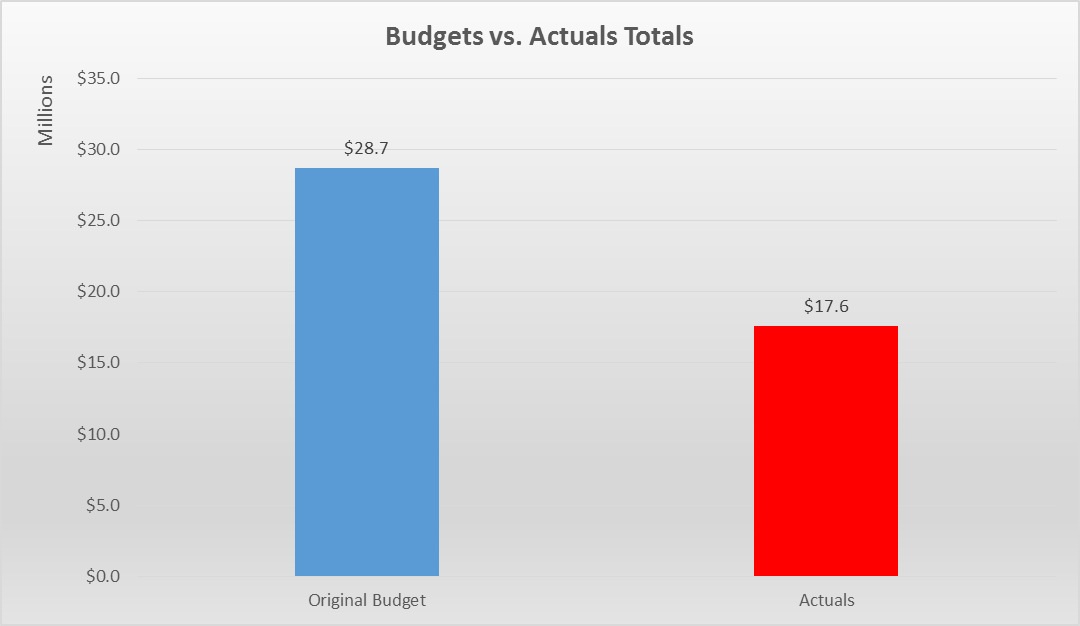 Budgets vs. Actuals Totals
Millions
$35.0
$30.0
$25.0
$20.0
$15.0
$10.0
$5.0
$0.0
$28.7
$17.6
Original Budget
Actuals